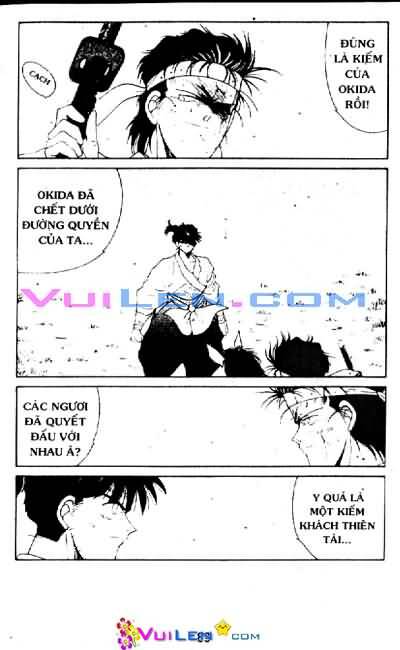 ĐÚNG
LÀ KIẾM
CỦA
OKIDA
RỒI!
CẠCH
OKIDA ĐÃ
CHẾT DƯỚI
ĐƯỜNG QUYỀN
CỦA TA...
VUILEN.COM
CÁC NGƯƠI
ĐÃ QUYẾT
ĐẤU VỚI
NHAU À?
Y QUẢ LÀ
MỘT KIẾM
KHÁCH THIÊN
TÀI...
VUILEN
89